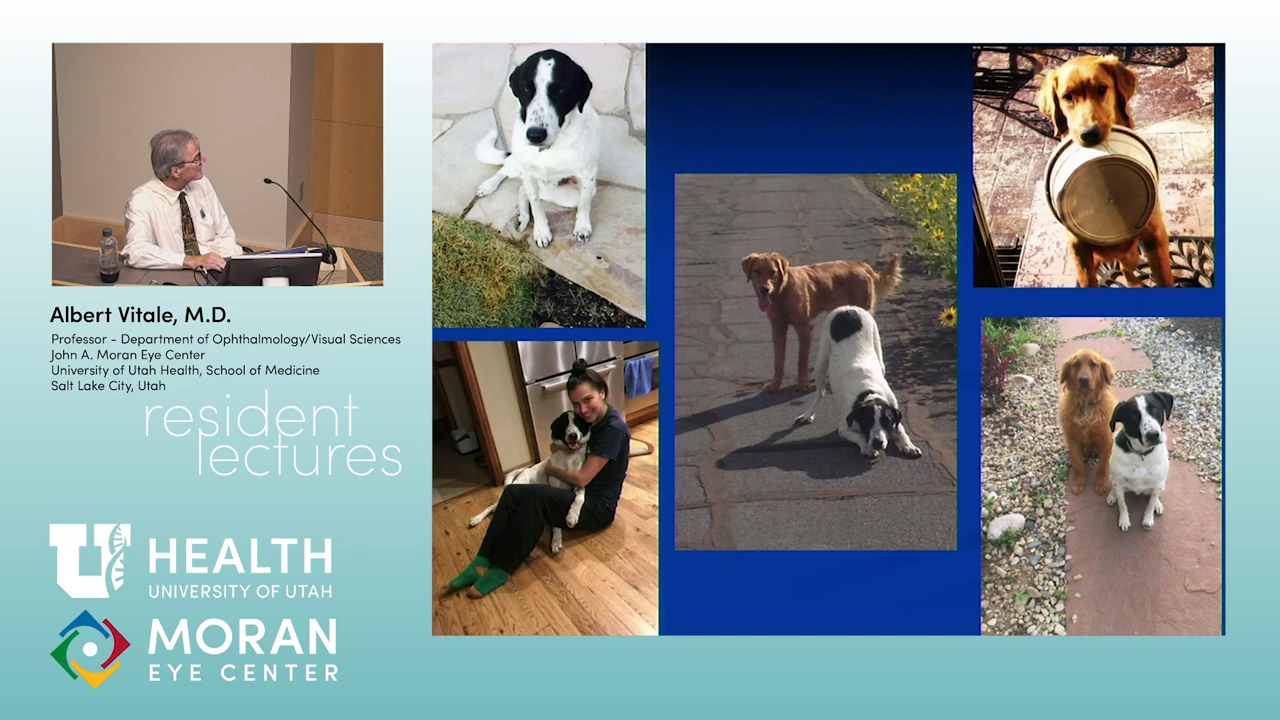 Albert Vitale, M.D.
Professor - Department of Ophthalmology/Visual Sciences
John A. Moran Eye Center
University of Utah Health, School of Medicine
Salt Lake City, Utah
resident
lectures
U HEALTH
UNIVERSITY OF UTAH
MORAN
EYE CENTER